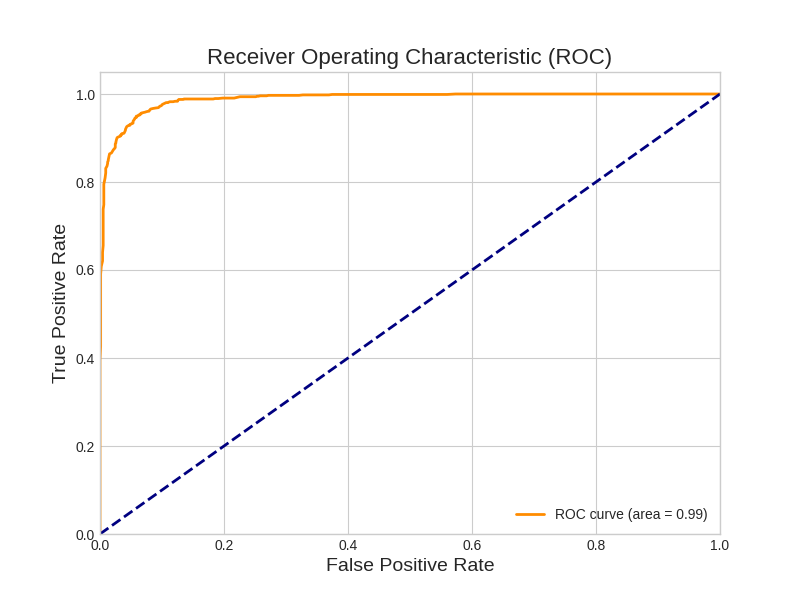 Receiver Operating Characteristic (ROC)
1.0
0.8
0.6
0.4
0.2
0.0
True Positive Rate
ROC curve (area = 0.99)
0.0 0.2 0.4 0.6 0.8 1.0
False Positive Rate